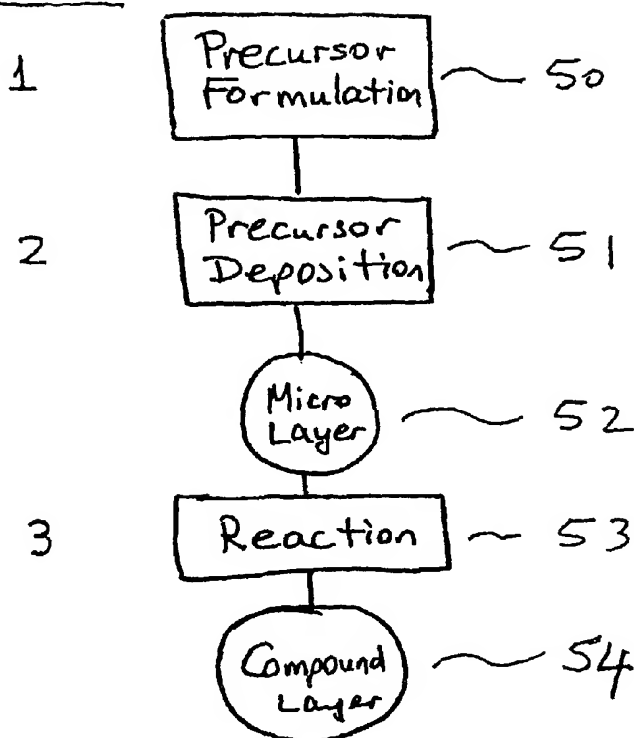 1
Precursor
Formulation
50
2
Precursor
Deposition
51
Micro
Layer
52
3
Reaction
53
Compound
Layer
54